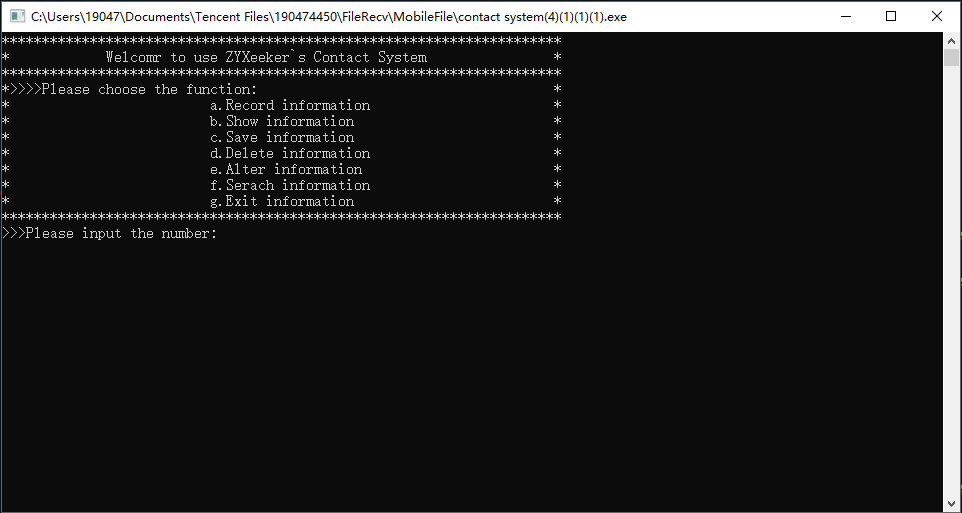 C:\Users\19047\Documents\Tencent Files\190474450\FileRecv\MobileFile\contact system(4)(1)(1)(1).exe
**********************************************************************
* Welcomr to use ZYXeeker`s Contact System *
**********************************************************************
*>>>>Please choose the function: *
* a.Record information *
* b.Show information *
* c.Save information *
* d.Delete information *
* e.Alter information *
* f.Serach information *
* g.Exit information *
**********************************************************************
>>>Please input the number: